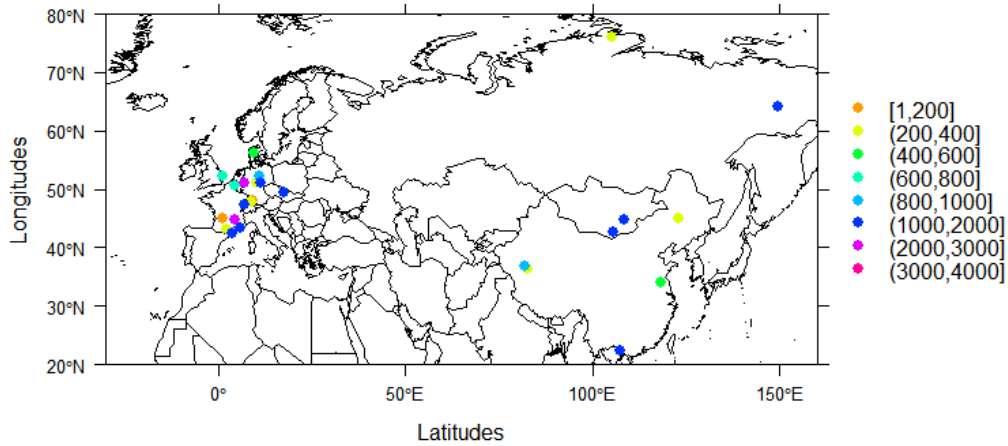 80°N
70°N
60°N
50°N
40°N
30°N
20°N
Longitudes
0°
50°E
100°E
150°E
Latitudes
[1,200]
(200,400]
(400,600]
(600,800]
(800,1000]
(1000,2000]
(2000,3000]
(3000,4000]